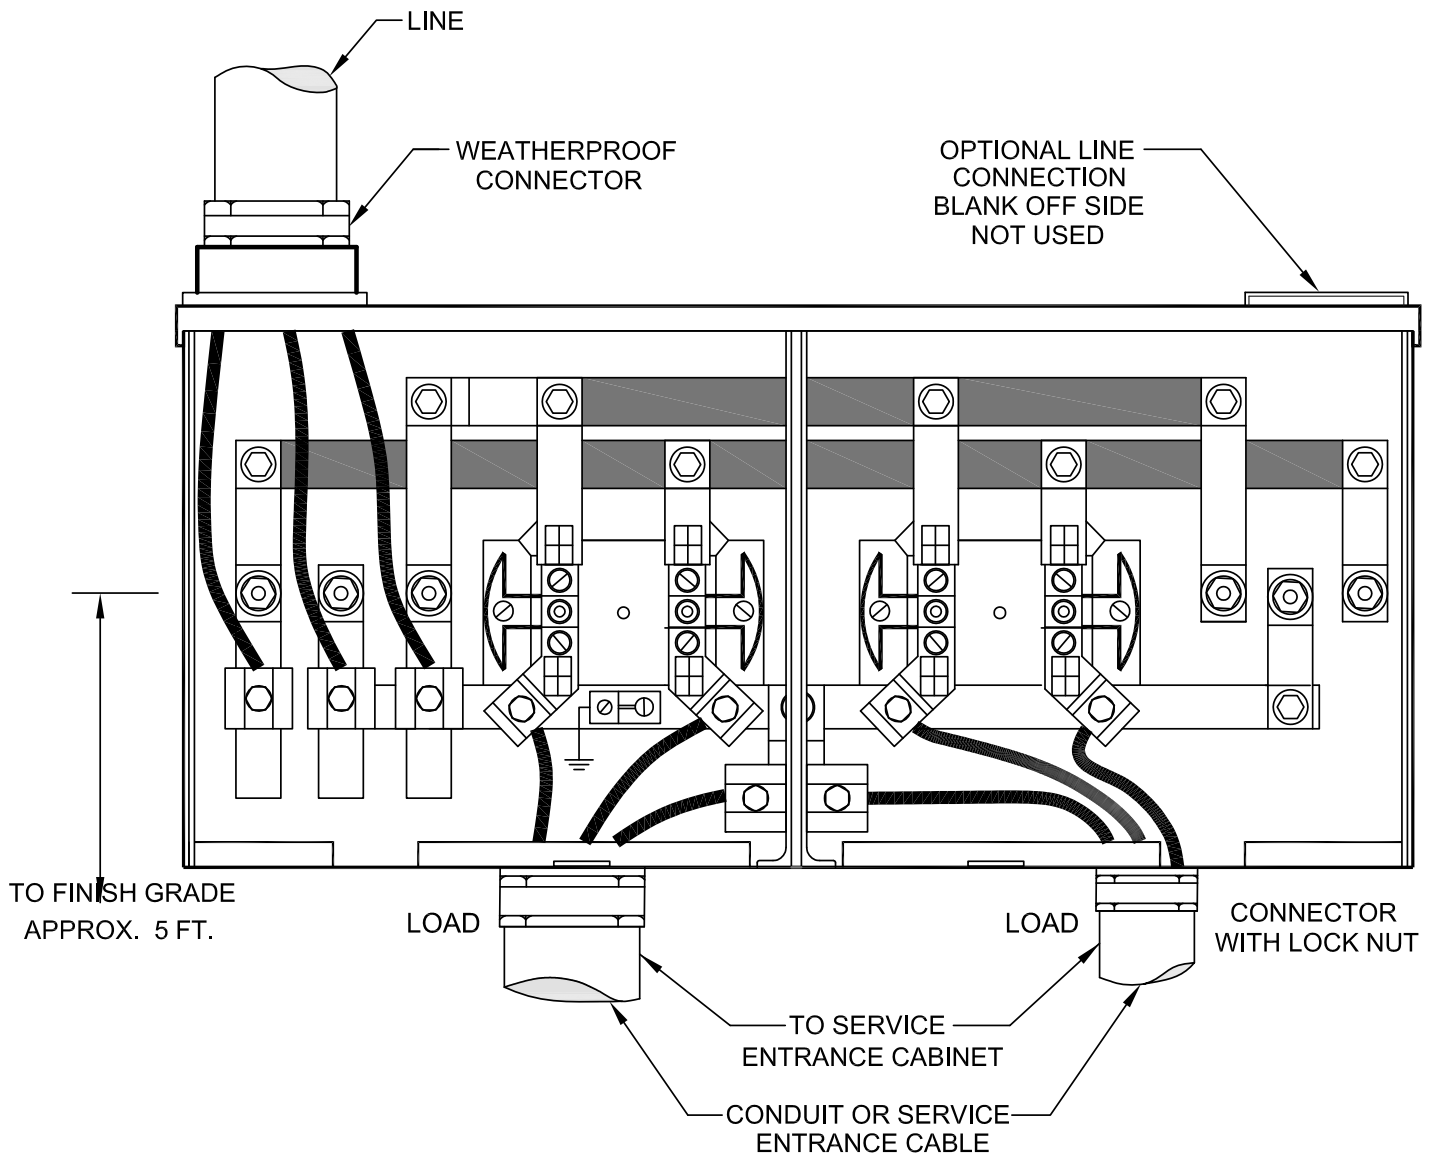 LINE
WEATHERPROOF
CONNECTOR
OPTIONAL LINE
CONNECTION
BLANK OFF SIDE
NOT USED
TO FINISH GRADE
APPROX. 5 FT.
LOAD
LOAD
CONNECTOR
WITH LOCK NUT
TO SERVICE
ENTRANCE CABINET
CONDUIT OR SERVICE
ENTRANCE CABLE